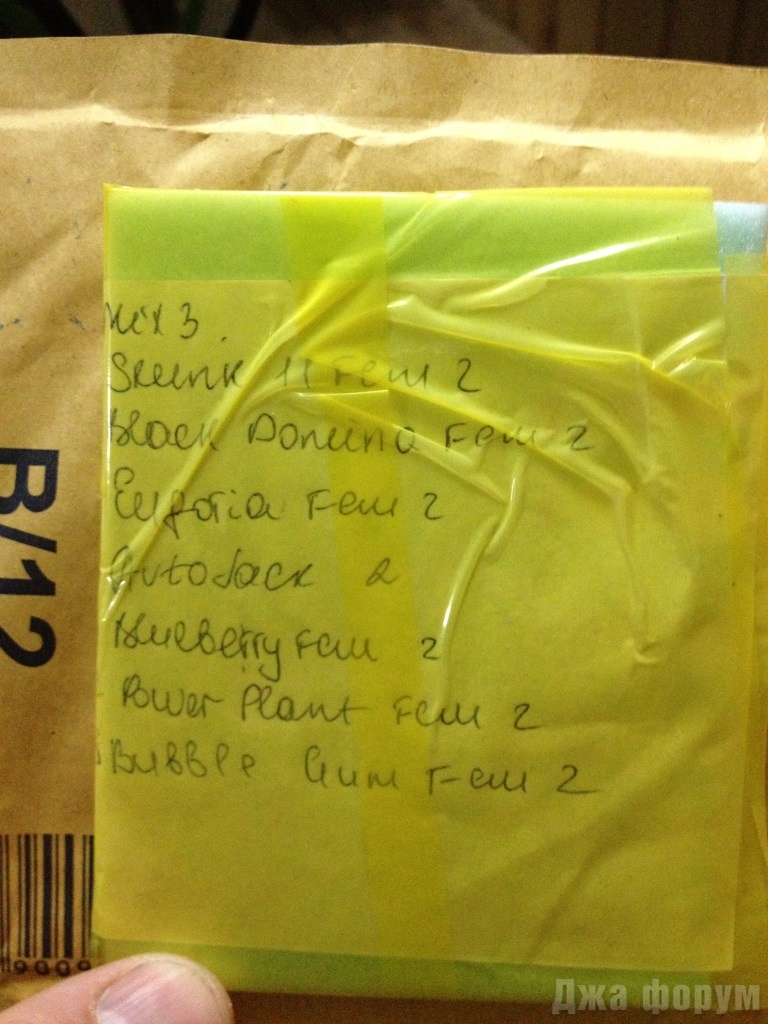 Mix 3
Skunk 11 Fem 2
Black Domina Fem 2
Euforia Fem 2
AutoJack 2
Blueberry Fem 2
Power Plant Fem 2
Bubble Gum Fem 2
B/12
9009
Джа форум